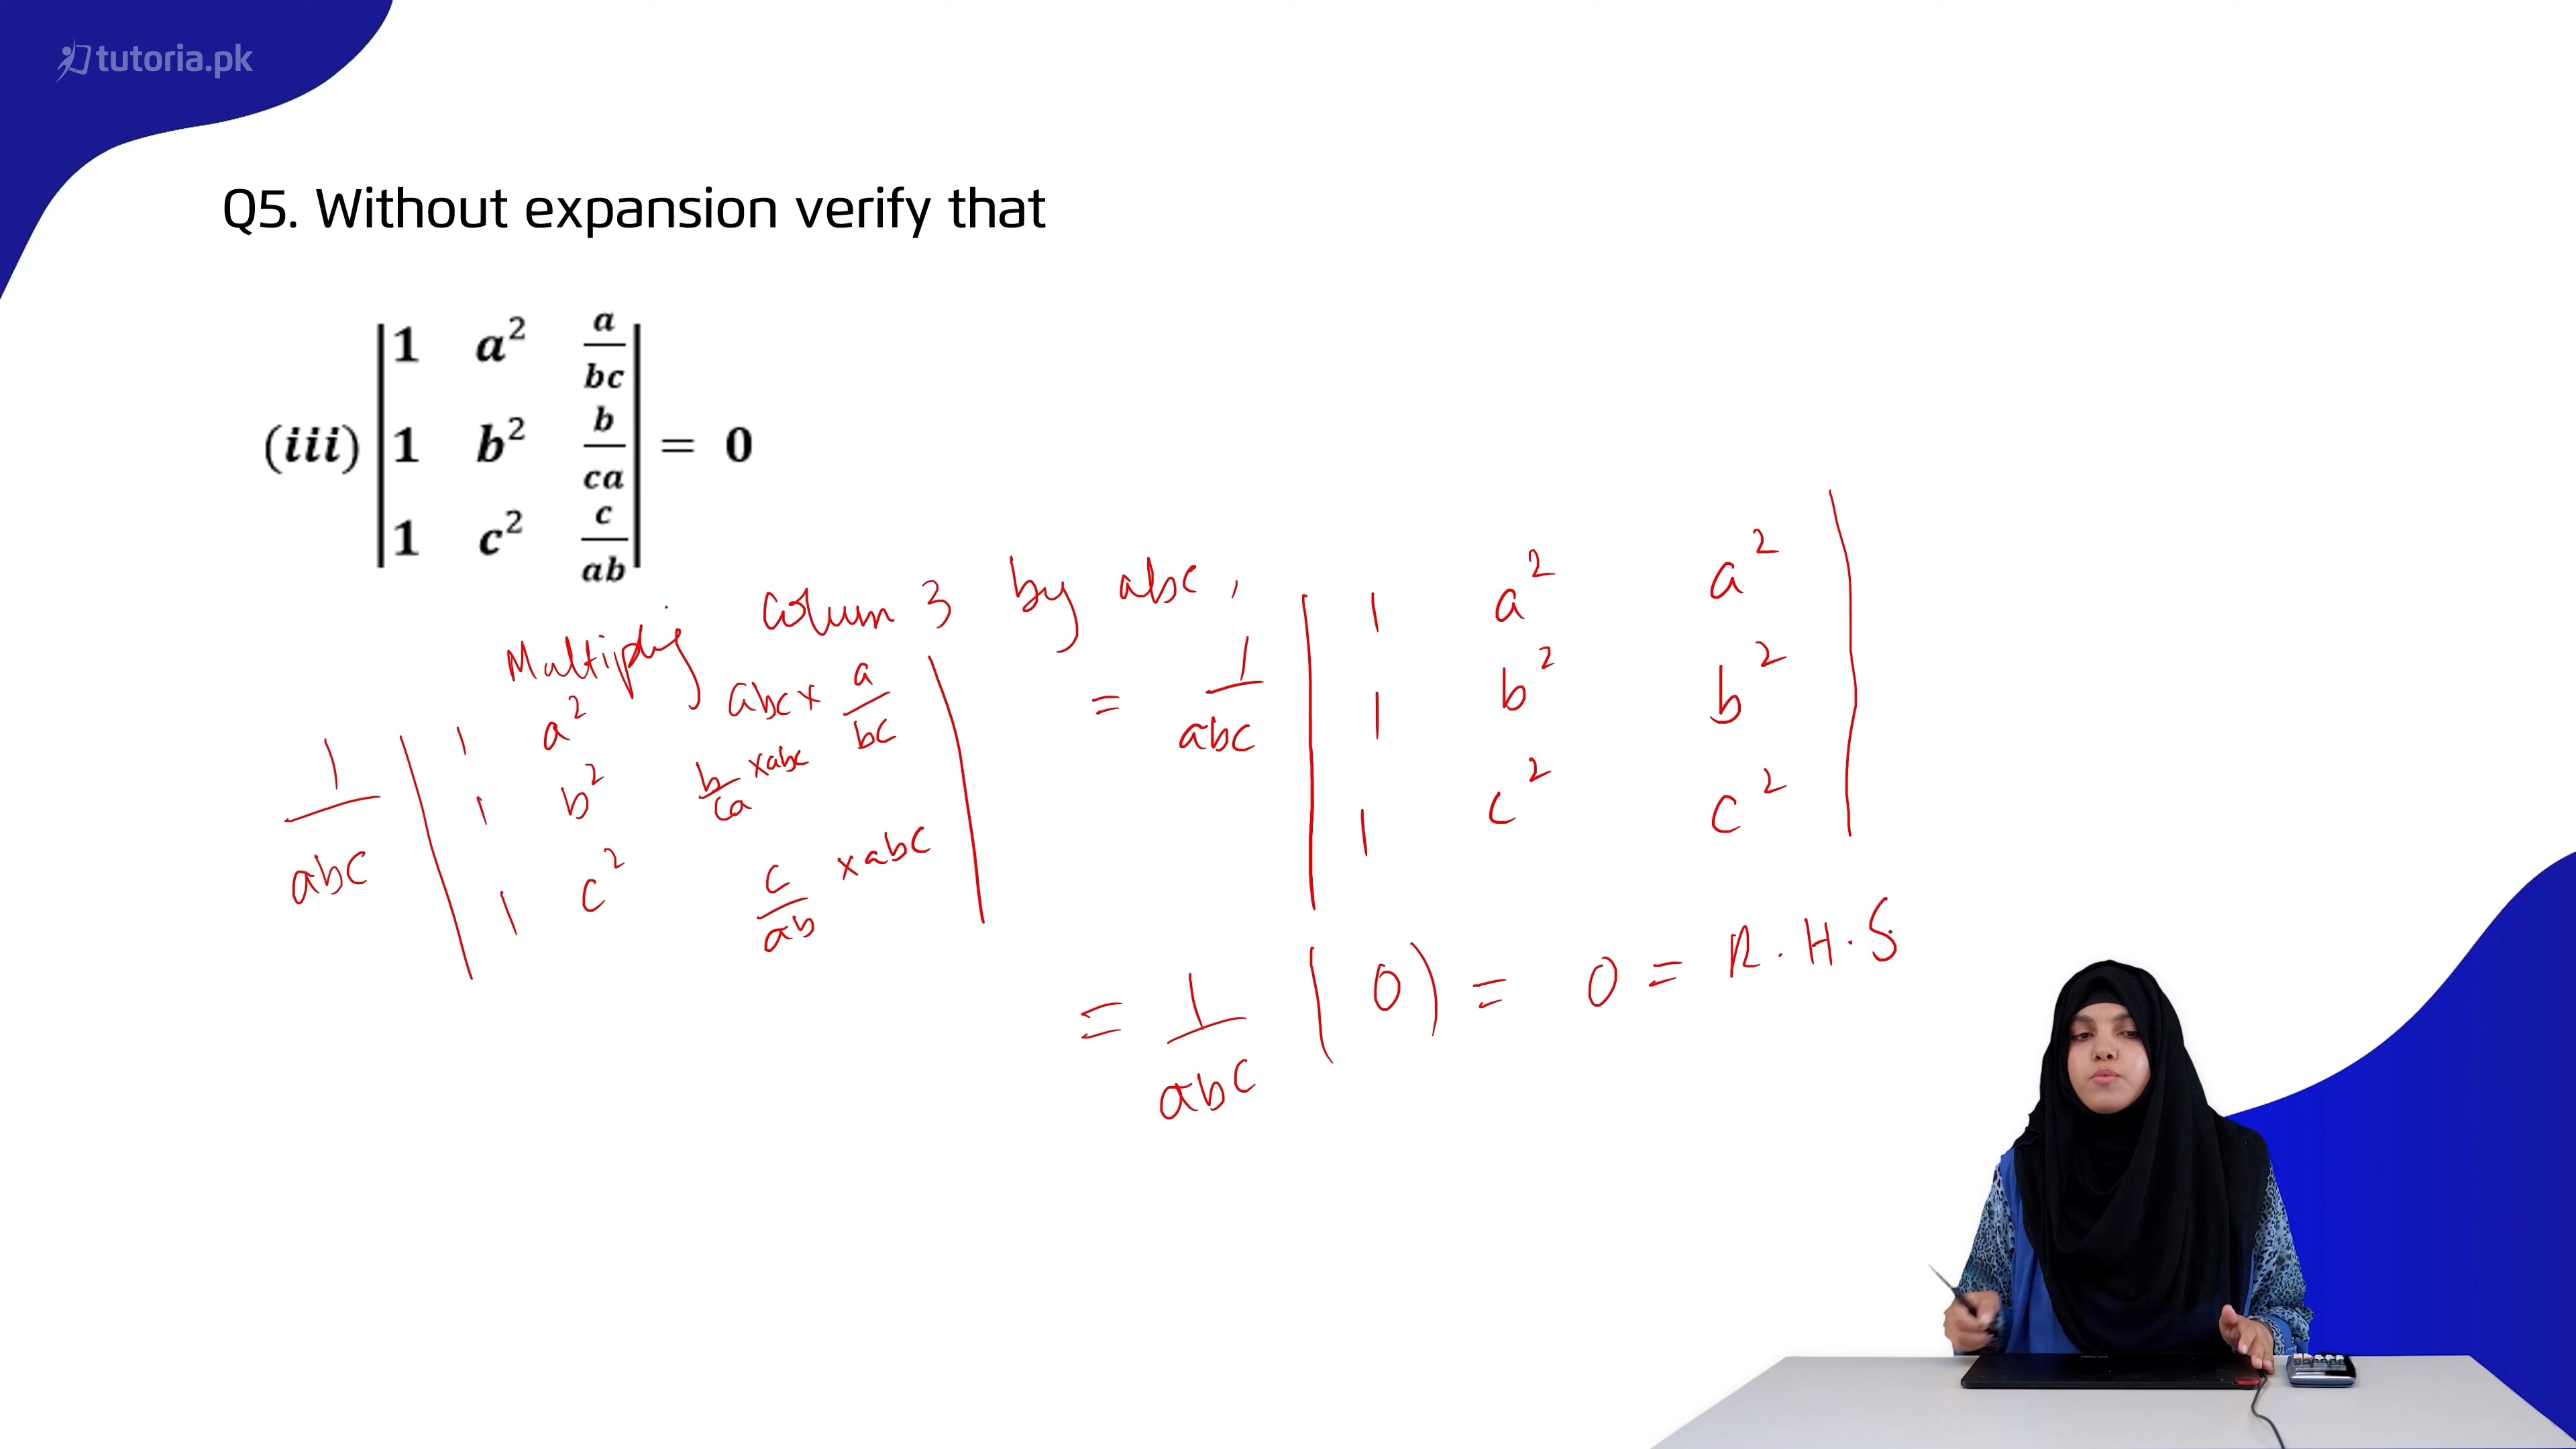 tutoria.pk
Q5. Without expansion verify that
(iii) |1 a² a/bc|
|1 b² b/ca| = 0
|1 c² c/ab|
Multiplying Colum 3 by abc,
1/abc |1 a² abc × a/bc|
|1 b² b/ca × abc|
|1 c² c/ab × abc|
= 1/abc |1 a² a²|
|1 b² b²|
|1 c² c²|
= 1/abc (0) = 0 = R.H.S